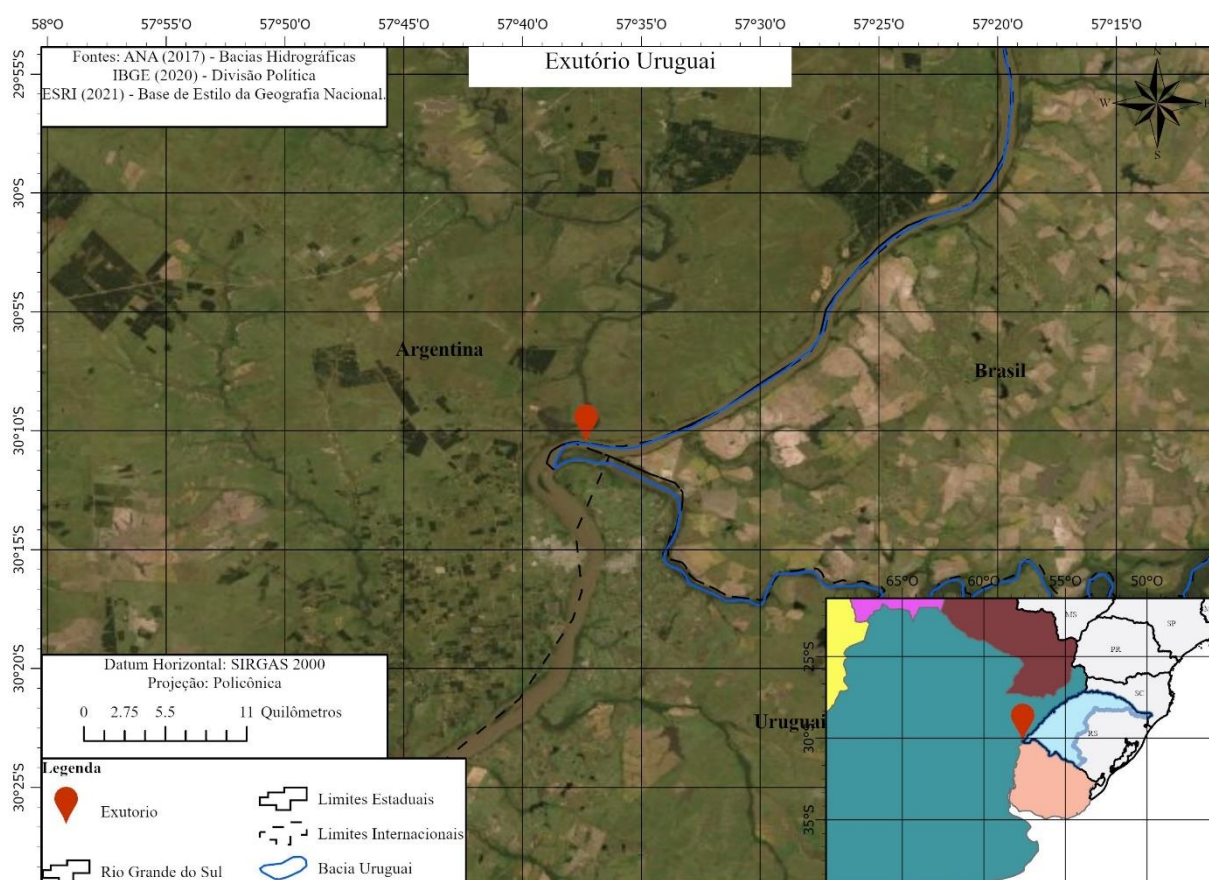 58°O 57°55'O 57°50'O 57°45'O 57°40'O 57°35'O 57°30'O 57°25'O 57°20'O 57°15'O
Fontes: ANA (2017) - Bacias Hidrográficas
IBGE (2020) - Divisão Política
ESRI (2021) - Base de Estilo da Geografia Nacional.
Exutório Uruguai
N
W
E
S
29°55'S
30°S
30°5'S
30°10'S
30°15'S
30°20'S
30°25'S
Argentina
Brasil
Uruguai
Datum Horizontal: SIRGAS 2000
Projeção: Policônica
0 2.75 5.5 11 Quilômetros
Legenda
Exutorio
Rio Grande do Sul
Limites Estaduais
Limites Internacionais
Bacia Uruguai
65°O 60°O 55°O 50°O
25°S
30°S
35°S
MS
SP
PR
SC
RS